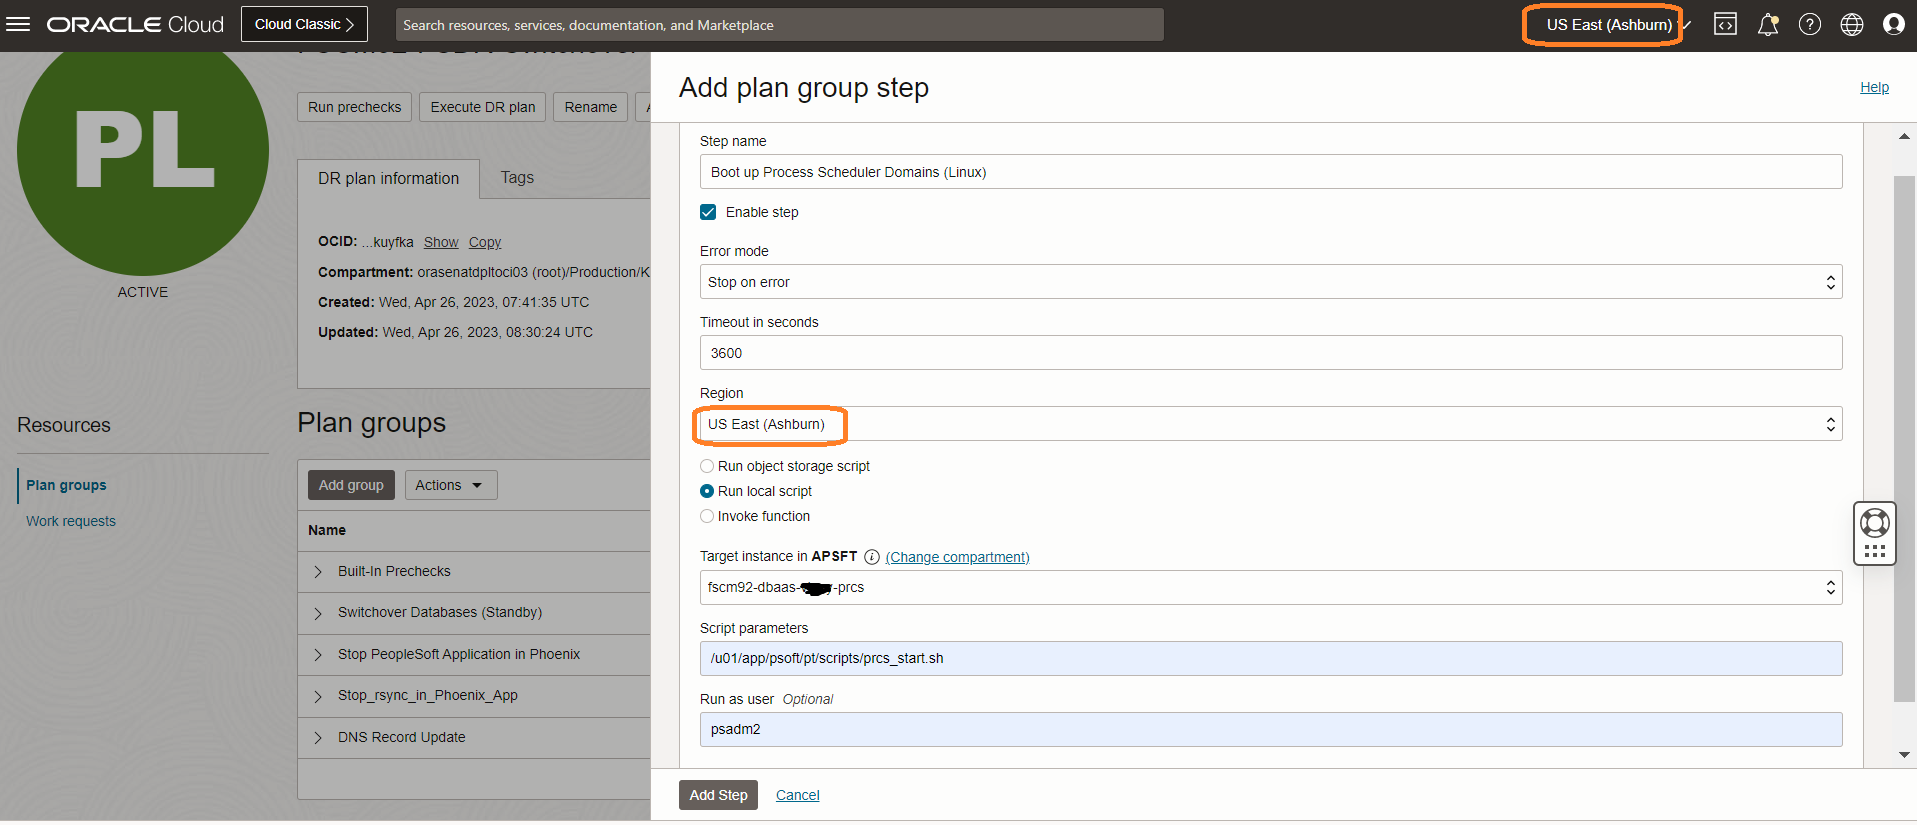 ORACLE Cloud
Cloud Classic
Search resources, services, documentation, and Marketplace
US East (Ashburn)
PL
ACTIVE
Run prechecks
Execute DR plan
Rename
DR plan information
Tags
OCID: ...kuyfka Show Copy
Compartment: orasenatdpltoci03 (root)/Production/K
Created: Wed, Apr 26, 2023, 07:41:35 UTC
Updated: Wed, Apr 26, 2023, 08:30:24 UTC
Resources
Plan groups
Work requests
Plan groups
Add group
Actions
Name
Built-In Prechecks
Switchover Databases (Standby)
Stop PeopleSoft Application in Phoenix
Stop_rsync_in_Phoenix_App
DNS Record Update
Add plan group step
Help
Step name
Boot up Process Scheduler Domains (Linux)
Enable step
Error mode
Stop on error
Timeout in seconds
3600
Region
US East (Ashburn)
Run object storage script
Run local script
Invoke function
Target instance in APSFT (Change compartment)
fscm92-dbaas- -prcs
Script parameters
/u01/app/psoft/pt/scripts/prcs_start.sh
Run as user Optional
psadm2
Add Step
Cancel